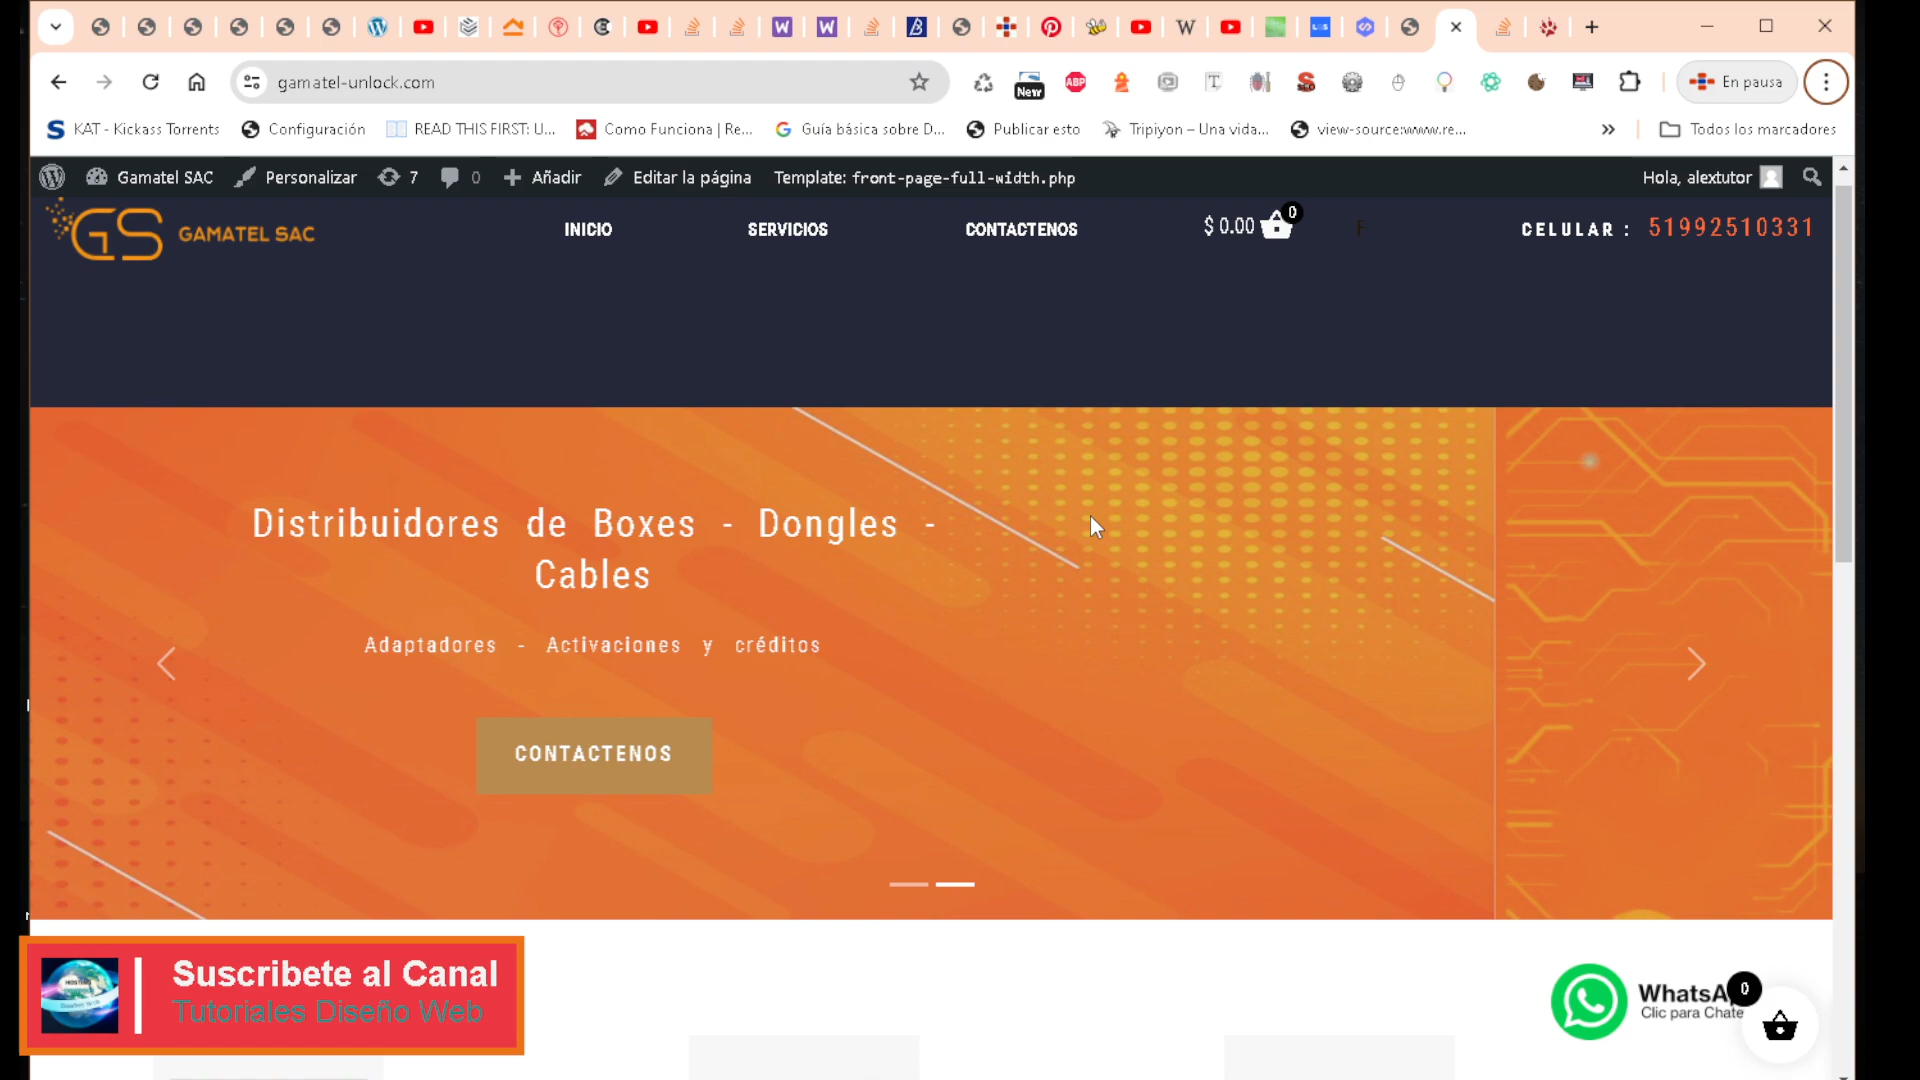 gamatel-unlock.com
New
ABP
En pausa
KAT - Kickass Torrents
Configuración
READ THIS FIRST: U...
Como Funciona | Re...
Guía básica sobre D...
Publicar esto
Tripiyon – Una vida...
view-source:www.re...
Todos los marcadores
Gamatel SAC
Personalizar
7
0
Añadir
Editar la página
Template: front-page-full-width.php
Hola, alextutor
GS GAMATEL SAC
INICIO
SERVICIOS
CONTACTENOS
$ 0.00
0
F
CELULAR : 51992510331
Distribuidores de Boxes - Dongles -
Cables
Adaptadores - Activaciones y créditos
CONTACTENOS
Suscribete al Canal
Tutoriales Diseño Web
WhatsA
Clic para Chate
0